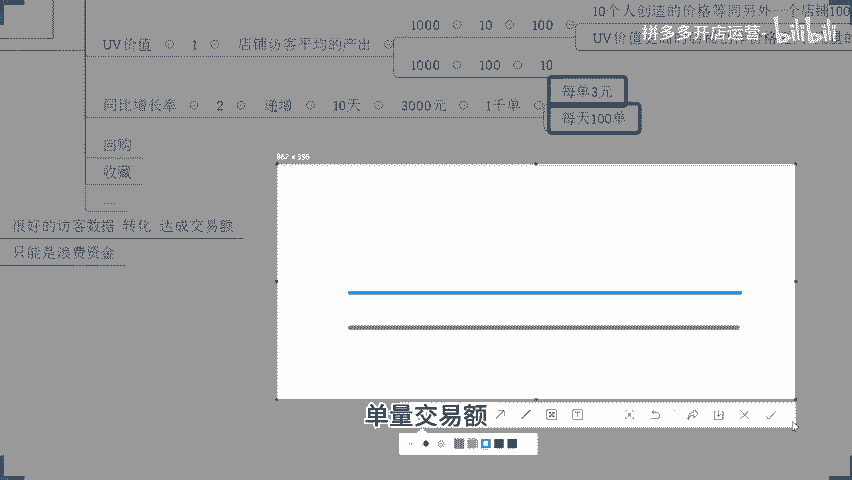 10个人创造的价格等同另外一个店铺100
1000 10 100
拼多多开店运营 bilibili
UV价值 1 店铺访客平均的产出
1000 100 10
每单3元
同比增长率 2 递增 10天 3000元 1千单
每天100单
回购
862 x 395
收藏
....
很好的访客数据 转化 达成交易额
只能是浪费资金
单量交易额